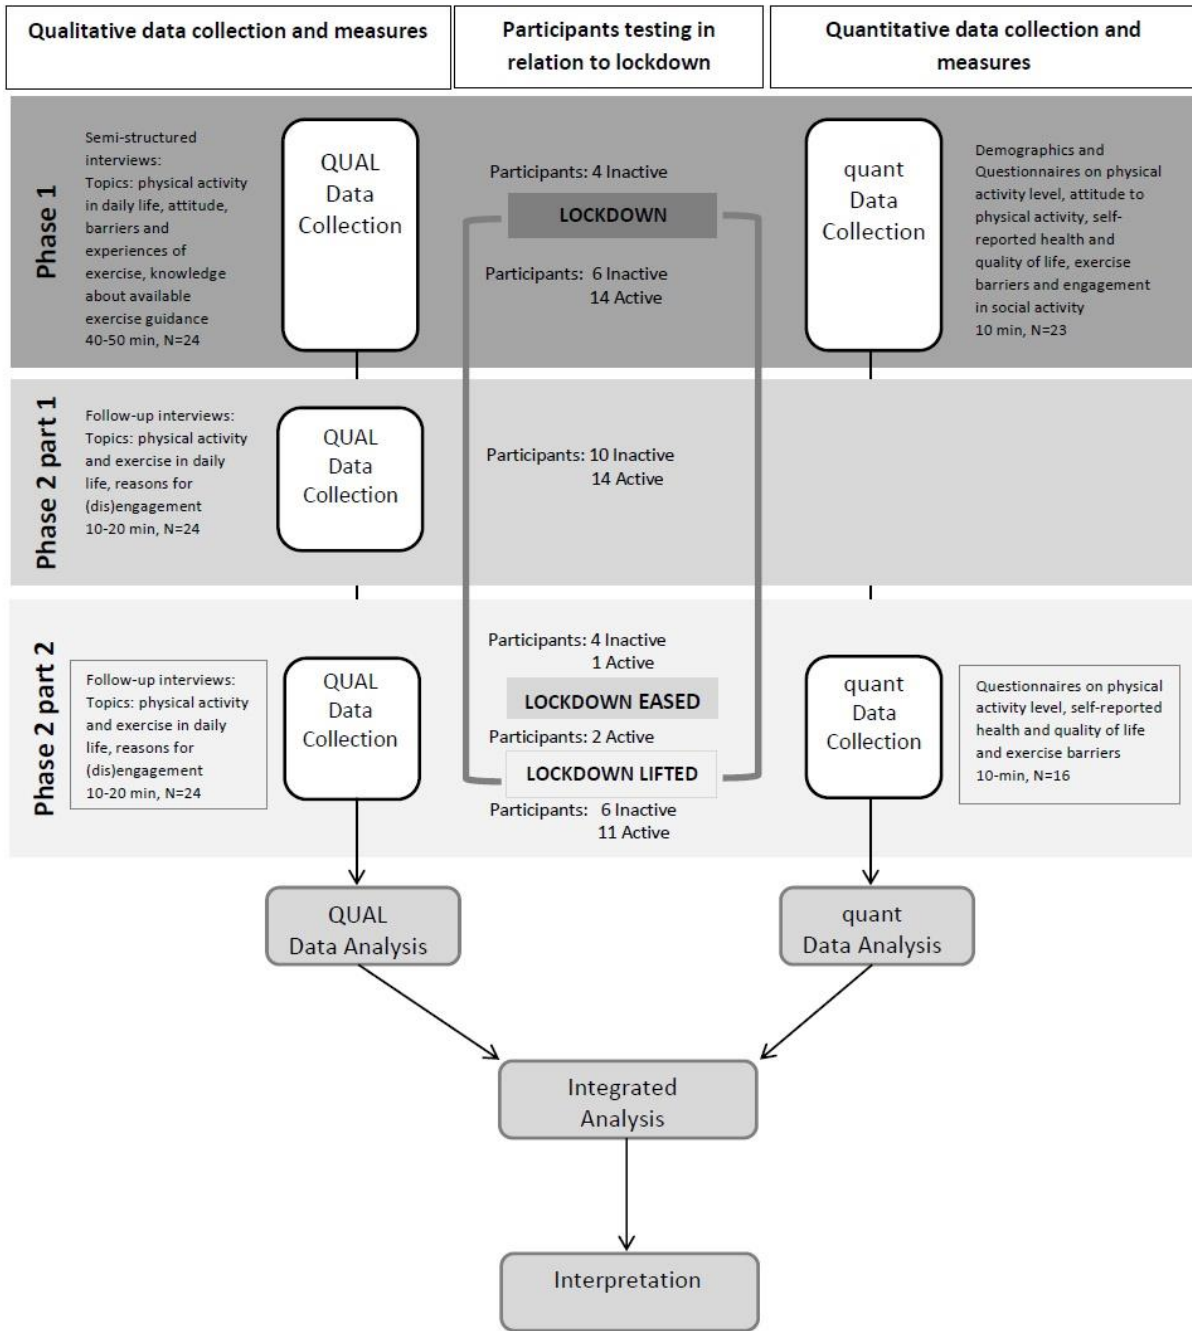 Qualitative data collection and measures
Participants testing in
relation to lockdown
Quantitative data collection and
measures
Phase 1
Semi-structured
interviews:
Topics: physical activity
in daily life, attitude,
barriers and
experiences of
exercise, knowledge
about available
exercise guidance
40-50 min, N=24
QUAL
Data
Collection
Participants: 4 Inactive
LOCKDOWN
Participants: 6 Inactive
14 Active
quant
Data
Collection
Demographics and
Questionnaires on physical
activity level, attitude to
physical activity, self-
reported health and
quality of life, exercise
barriers and engagement
in social activity
10 min, N=23
Phase 2 part 1
Follow-up interviews:
Topics: physical activity
and exercise in daily
life, reasons for
(dis)engagement
10-20 min, N=24
QUAL
Data
Collection
Participants: 10 Inactive
14 Active
Phase 2 part 2
Follow-up interviews:
Topics: physical activity
and exercise in daily
life, reasons for
(dis)engagement
10-20 min, N=24
QUAL
Data
Collection
Participants: 4 Inactive
1 Active
LOCKDOWN EASED
Participants: 2 Active
LOCKDOWN LIFTED
Participants: 6 Inactive
11 Active
quant
Data
Collection
Questionnaires on physical
activity level, self-reported
health and quality of life
and exercise barriers
10-min, N=16
QUAL
Data Analysis
quant
Data Analysis
Integrated
Analysis
Interpretation